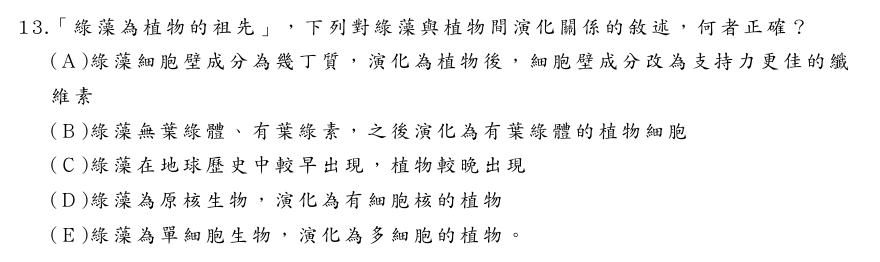 13.「綠藻為植物的祖先」，下列對綠藻與植物間演化關係的敘述，何者正確？
(A)綠藻細胞壁成分為幾丁質，演化為植物後，細胞壁成分改為支持力更佳的纖
維素
(B)綠藻無葉綠體、有葉綠素，之後演化為有葉綠體的植物細胞
(C)綠藻在地球歷史中較早出現，植物較晚出現
(D)綠藻為原核生物，演化為有細胞核的植物
(E)綠藻為單細胞生物，演化為多細胞的植物。